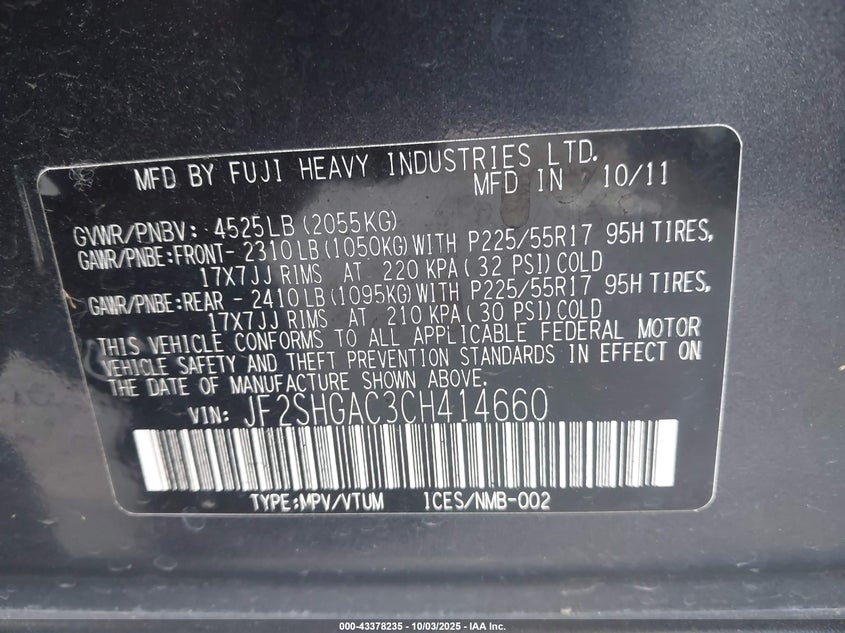 MFD BY FUJI HEAVY INDUSTRIES LTD.
MFD IN 10/11
GVWR/PNBV: 4525LB (2055KG)
GAWR/PNBE:FRONT- 2310LB (1050KG) WITH P225/55R17 95H TIRES,
17X7JJ RIMS AT 220 KPA ( 32 PSI) COLD
GAWR/PNBE:REAR - 2410LB (1095KG) WITH P225/55R17 95H TIRES,
17X7JJ RIMS AT 210 KPA ( 30 PSI) COLD
THIS VEHICLE CONFORMS TO ALL APPLICABLE FEDERAL MOTOR
VEHICLE SAFETY AND THEFT PREVENTION STANDARDS IN EFFECT ON
THE DATE OF MANUFACTURE SHOWN ABOVE.
VIN: JF2SHGAC3CH414660
TYPE:MPV/VTUM ICES/NMB-002
000-43378235 - 10/03/2025 - IAA Inc.